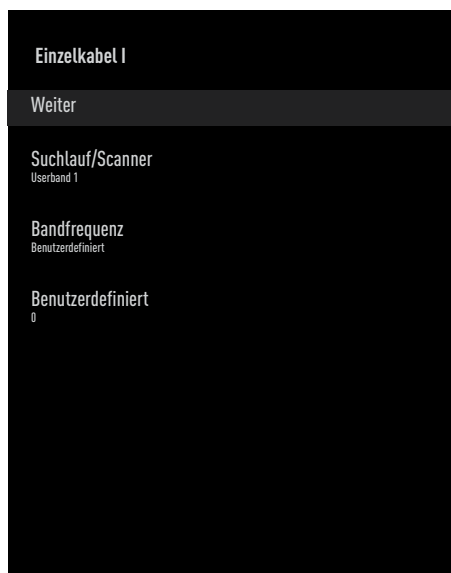 Einzelkabel I
Weiter
Suchlauf/Scanner
Userband 1
Bandfrequenz
Benutzerdefiniert
Benutzerdefiniert
0